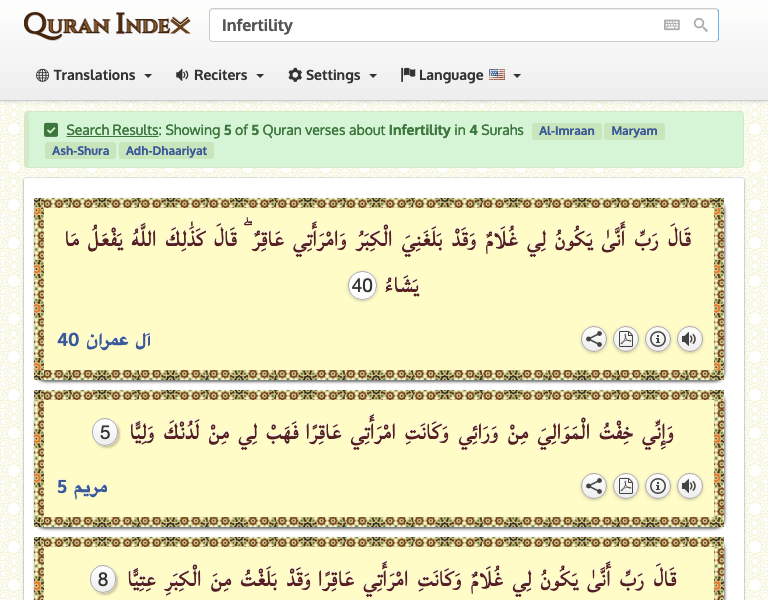 QURAN INDEX
Infertility
Translations
Reciters
Settings
Language
Search Results: Showing 5 of 5 Quran verses about Infertility in 4 Surahs Al-Imraan Maryam
Ash-Shura Adh-Dhaariyat
قَالَ رَبِّ أَنَّىٰ يَكُونُ لِي غُلَامٌ وَقَدْ بَلَغَنِيَ الْكِبَرُ وَامْرَأَتِي عَاقِرٌ ۖ قَالَ كَذَٰلِكَ اللَّهُ يَفْعَلُ مَا
يَشَاءُ 40
آل عمران 40
وَإِنِّي خِفْتُ الْمَوَالِيَ مِنْ وَرَائِي وَكَانَتِ امْرَأَتِي عَاقِرًا فَهَبْ لِي مِنْ لَدُنْكَ وَلِيًّا 5
مريم 5
قَالَ رَبِّ أَنَّىٰ يَكُونُ لِي غُلَامٌ وَكَانَتِ امْرَأَتِي عَاقِرًا وَقَدْ بَلَغْتُ مِنَ الْكِبَرِ عِتِيًّا 8